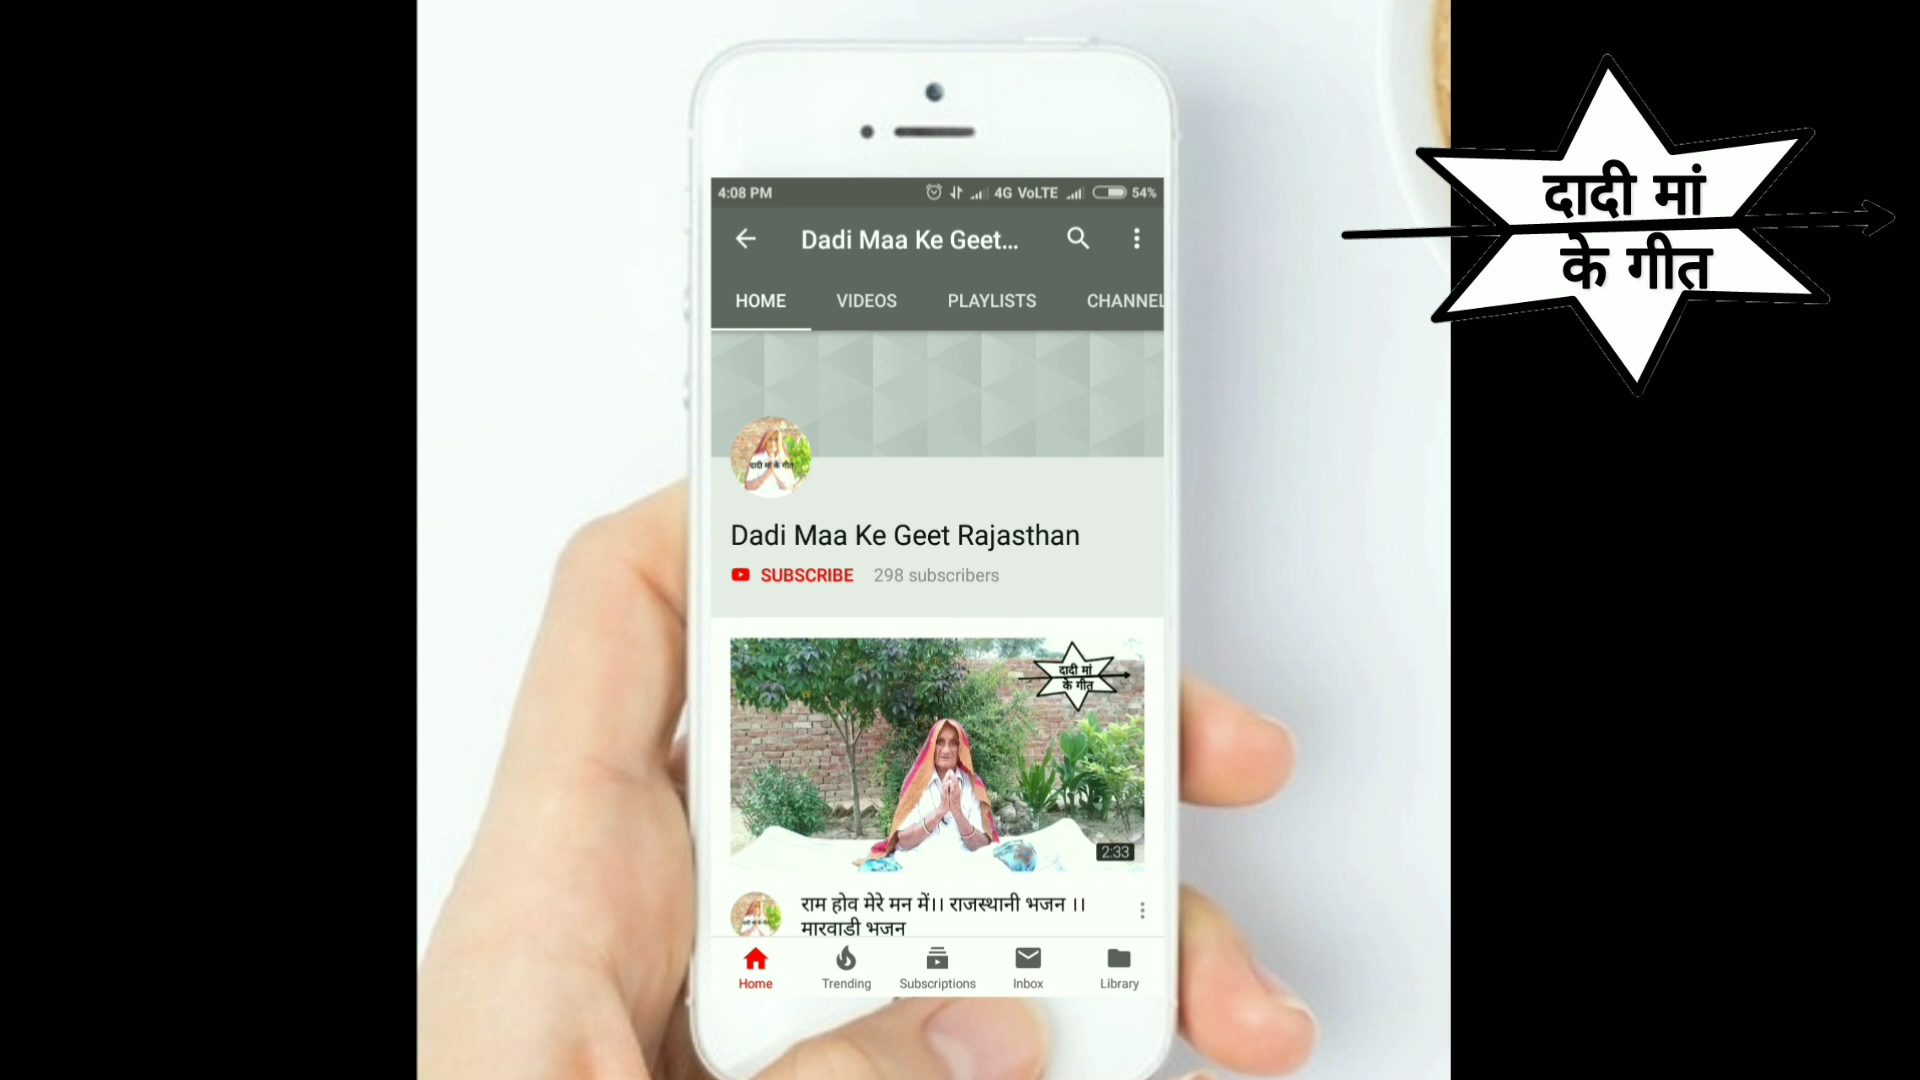 4:08 PM 4G VoLTE 54%
Dadi Maa Ke Geet...
HOME VIDEOS PLAYLISTS CHANNEL
दादी मां
के गीत
दादी मां के गीत
Dadi Maa Ke Geet Rajasthan
SUBSCRIBE 298 subscribers
दादी मां
के गीत
2:33
राम होव मेरे मन में।। राजस्थानी भजन ।।
मारवाडी भजन
Home Trending Subscriptions Inbox Library